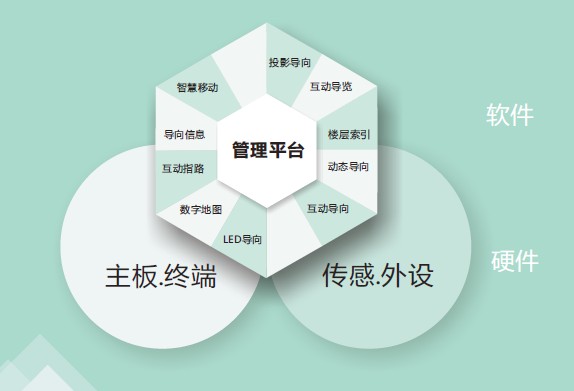 投影导向
智慧移动
互动导览
软件
导向信息
管理平台
楼层索引
互动指路
动态导向
数字地图
互动导向
LED导向
硬件
主板.终端
传感.外设